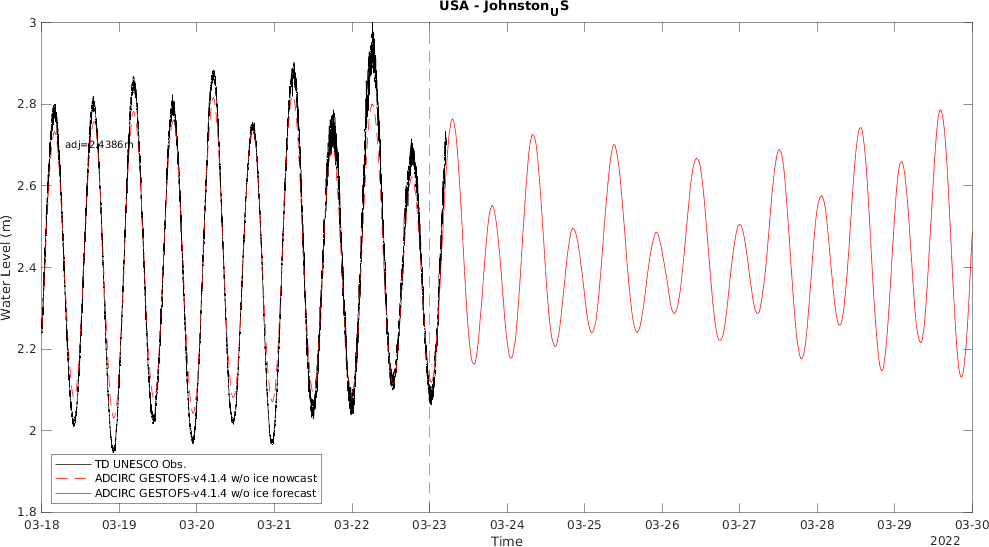 USA - Johnston_US
3
2.8
2.6
2.4
2.2
2
1.8
Water Level (m)
adj=2.4386m
TD UNESCO Obs.
ADCIRC GESTOFS-v4.1.4 w/o ice nowcast
ADCIRC GESTOFS-v4.1.4 w/o ice forecast
03-18 03-19 03-20 03-21 03-22 03-23 03-24 03-25 03-26 03-27 03-28 03-29 03-30
Time
2022